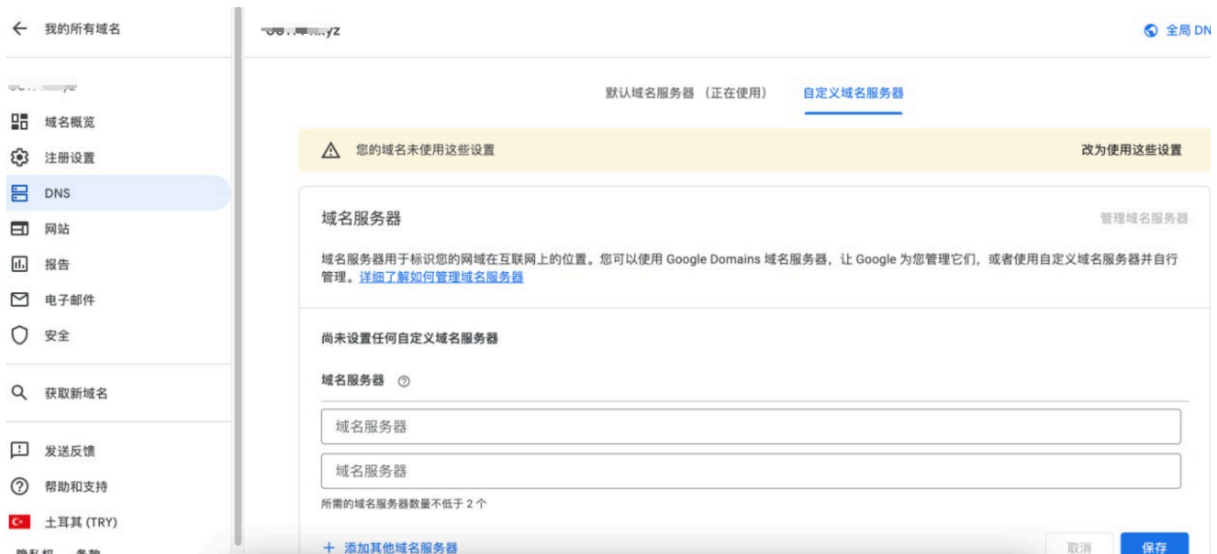 我的所有域名
全局 DN
域名概览
注册设置
DNS
网站
报告
电子邮件
安全
获取新域名
发送反馈
帮助和支持
土耳其 (TRY)
默认域名服务器 (正在使用)
自定义域名服务器
您的域名未使用这些设置
改为使用这些设置
域名服务器
管理域名服务器
域名服务器用于标识您的网域在互联网上的位置。您可以使用 Google Domains 域名服务器，让 Google 为您管理它们，或者使用自定义域名服务器并自行
管理。详细了解如何管理域名服务器
尚未设置任何自定义域名服务器
域名服务器
域名服务器
域名服务器
所需的域名服务器数量不低于 2 个
+ 添加其他域名服务器
取消
保存